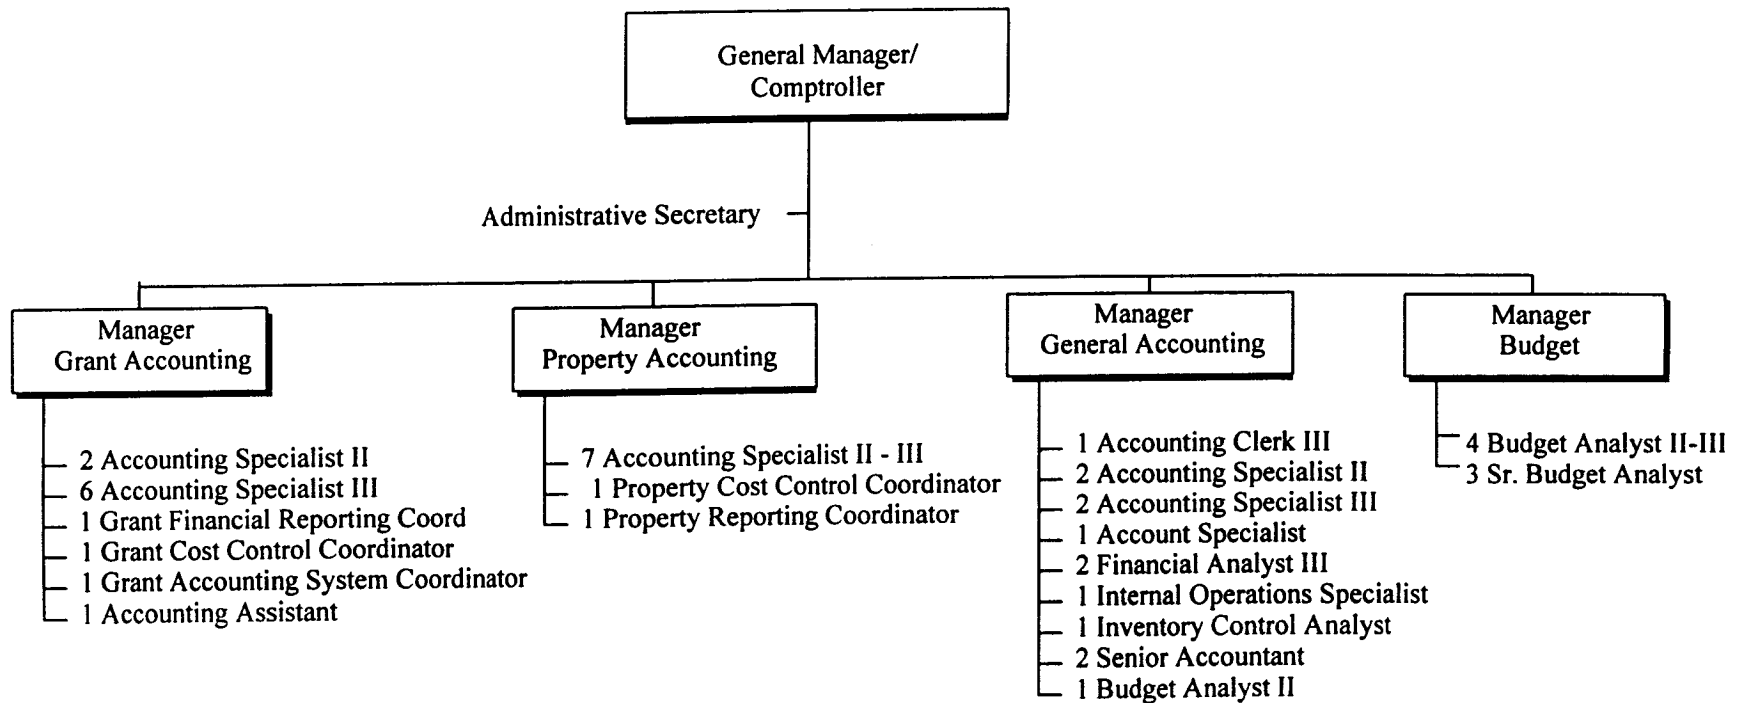 General Manager/
Comptroller
Administrative Secretary
Manager
Grant Accounting
2 Accounting Specialist II
6 Accounting Specialist III
1 Grant Financial Reporting Coord
1 Grant Cost Control Coordinator
1 Grant Accounting System Coordinator
1 Accounting Assistant
Manager
Property Accounting
7 Accounting Specialist II - III
1 Property Cost Control Coordinator
1 Property Reporting Coordinator
Manager
General Accounting
1 Accounting Clerk III
2 Accounting Specialist II
2 Accounting Specialist III
1 Account Specialist
2 Financial Analyst III
1 Internal Operations Specialist
1 Inventory Control Analyst
2 Senior Accountant
1 Budget Analyst II
Manager
Budget
4 Budget Analyst II-III
3 Sr. Budget Analyst